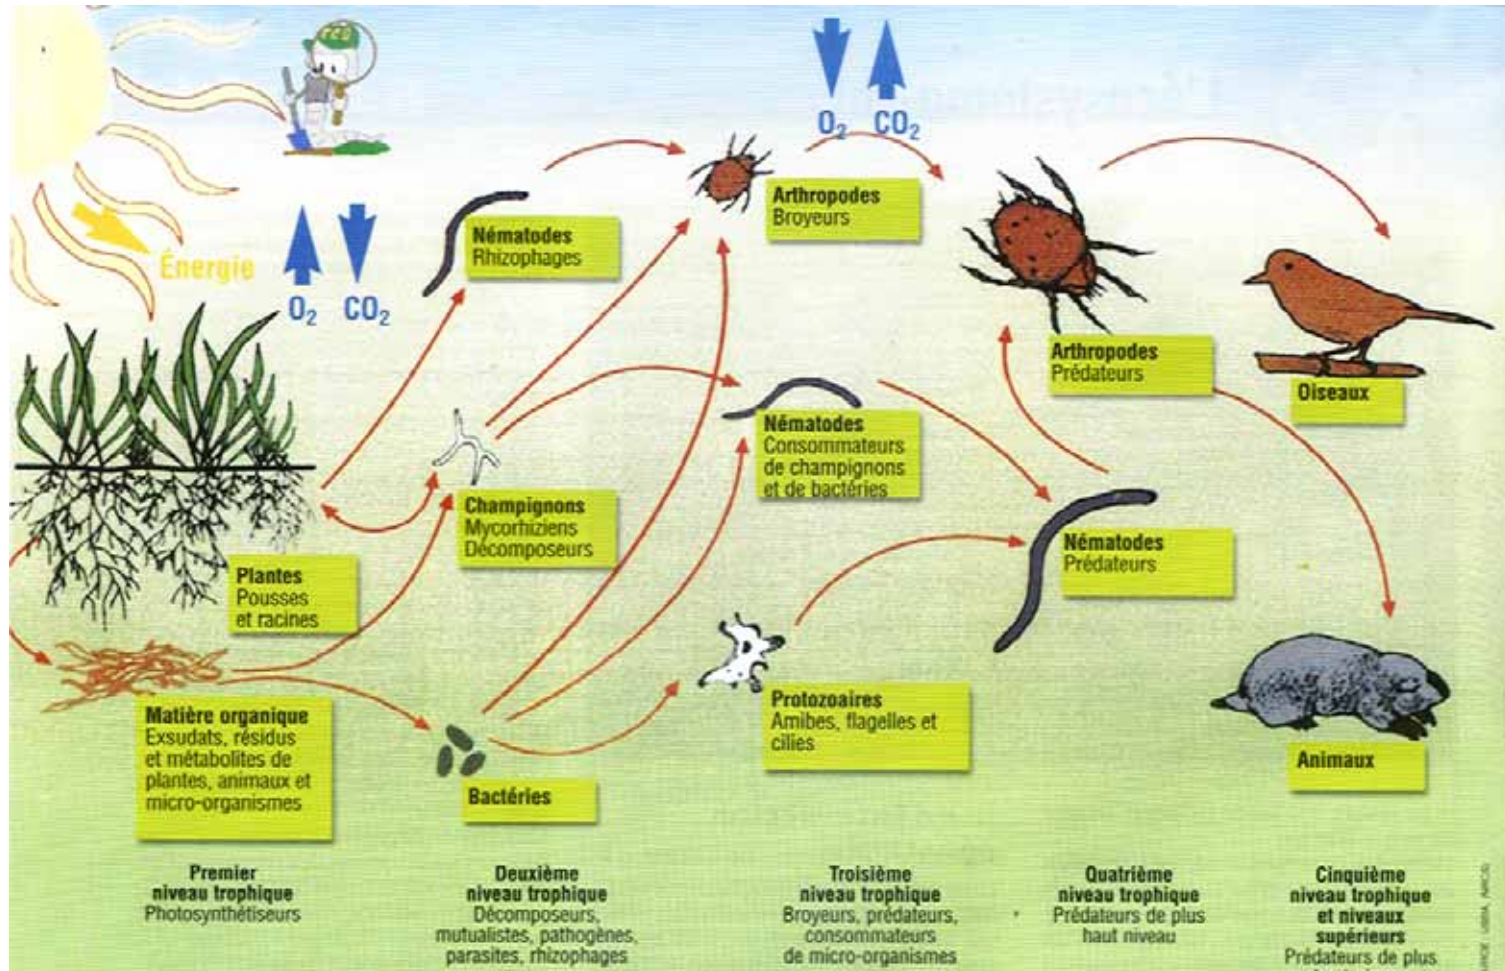 TCS
O2 CO2
Énergie
O2 CO2
Nématodes
Rhizophages
Arthropodes
Broyeurs
Arthropodes
Prédateurs
Oiseaux
Champignons
Mycorhiziens
Décomposeurs
Nématodes
Consommateurs
de champignons
et de bactéries
Nématodes
Prédateurs
Plantes
Pousses
et racines
Matière organique
Exsudats, résidus
et métabolites de
plantes, animaux et
micro-organismes
Bactéries
Protozoaires
Amibes, flagelles et
cilies
Animaux
Premier
niveau trophique
Photosynthétiseurs
Deuxième
niveau trophique
Décomposeurs,
mutualistes, pathogènes,
parasites, rhizophages
Troisième
niveau trophique
Broyeurs, prédateurs,
consommateurs
de micro-organismes
Quatrième
niveau trophique
Prédateurs de plus
haut niveau
Cinquième
niveau trophique
et niveaux
supérieurs
Prédateurs de plus